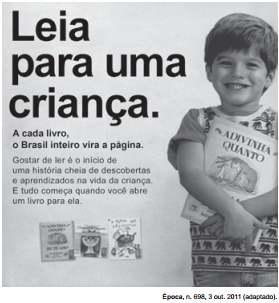 Leia
para uma
criança.
A cada livro,
o Brasil inteiro vira a página.
Gostar de ler é o início de
uma história cheia de descobertas
e aprendizados na vida da criança.
E tudo começa quando você abre
um livro para ela.
ADIVINHA
QUANTO
ADIVINHA
QUANTO
Época, n. 698, 3 out. 2011 (adaptado).